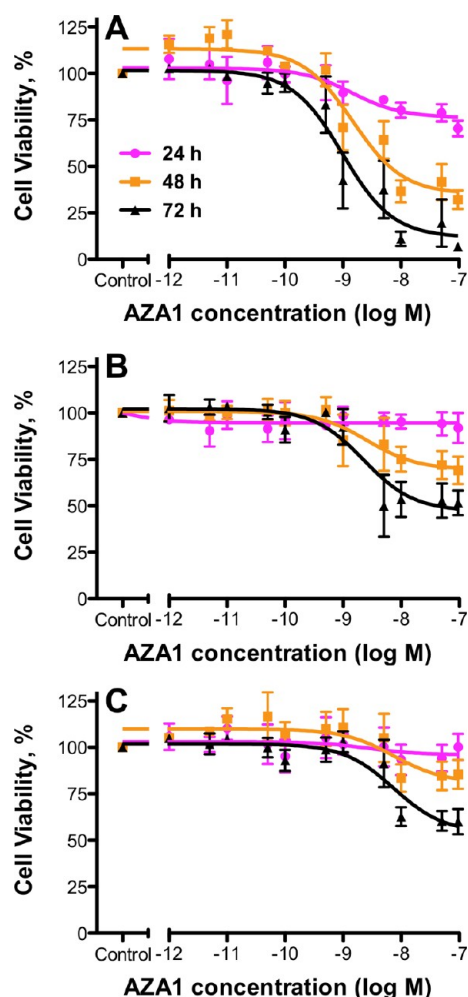 A
125
100
75
50
25
0
Cell Viability, %
24 h
48 h
72 h
Control -12 -11 -10 -9 -8 -7
AZA1 concentration (log M)
B
125
100
75
50
25
0
Cell Viability, %
Control -12 -11 -10 -9 -8 -7
AZA1 concentration (log M)
C
125
100
75
50
25
0
Cell Viability, %
Control -12 -11 -10 -9 -8 -7
AZA1 concentration (log M)